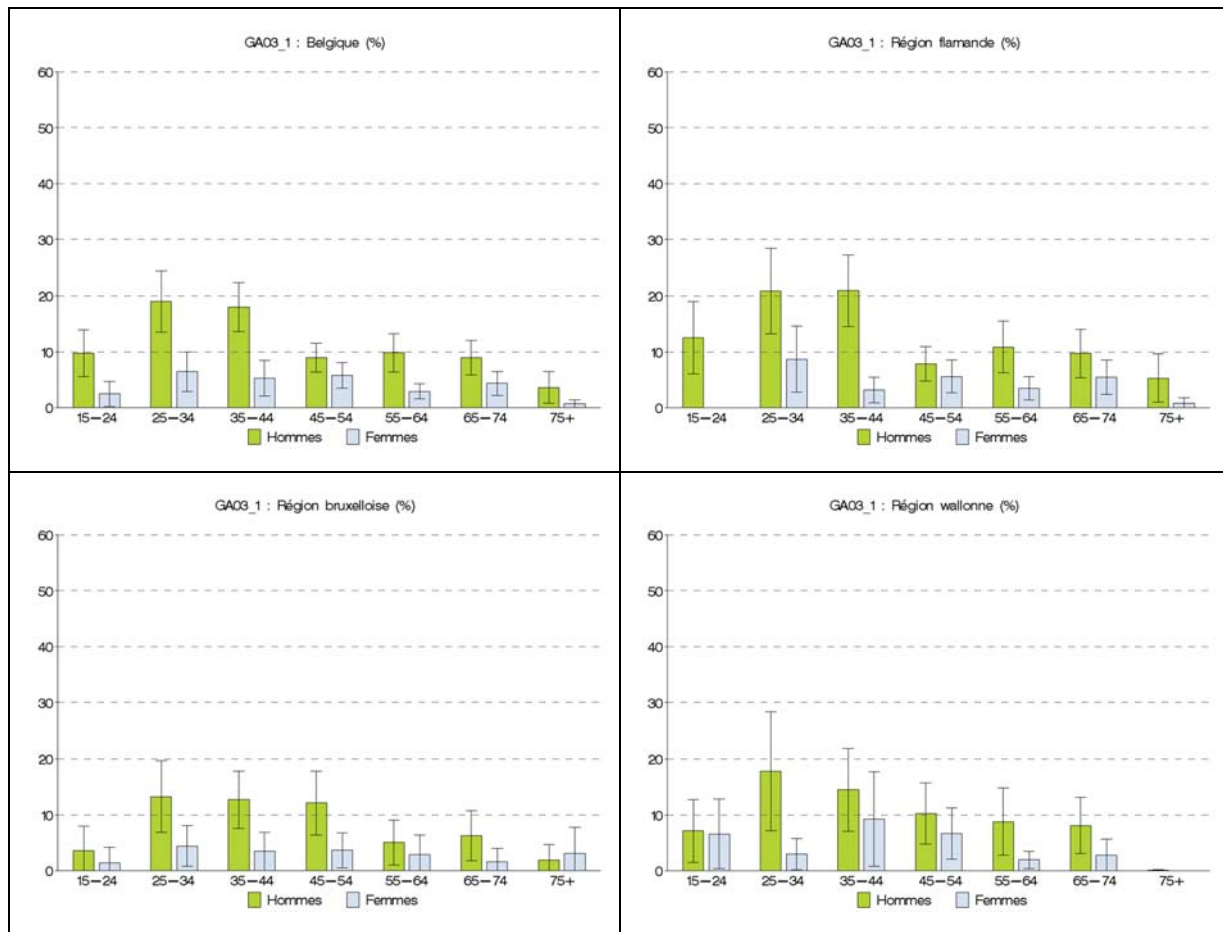 GA03_1 : Belgique (%)
60
50
40
30
20
10
0
15–24 25–34 35–44 45–54 55–64 65–74 75+
Hommes Femmes
GA03_1 : Région flamande (%)
60
50
40
30
20
10
0
15–24 25–34 35–44 45–54 55–64 65–74 75+
Hommes Femmes
GA03_1 : Région bruxelloise (%)
60
50
40
30
20
10
0
15–24 25–34 35–44 45–54 55–64 65–74 75+
Hommes Femmes
GA03_1 : Région wallonne (%)
60
50
40
30
20
10
0
15–24 25–34 35–44 45–54 55–64 65–74 75+
Hommes Femmes